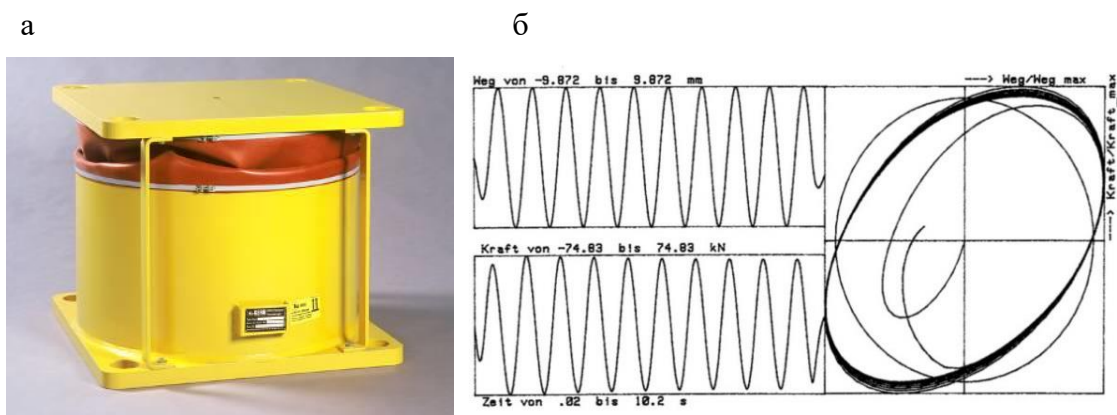 а
б
Weg von -9.872 bis 9.872 mm
---> Weg/Weg max
---> Kraft/Kraft max
Kraft von -74.83 bis 74.83 kN
Zeit von .02 bis 10.2 s